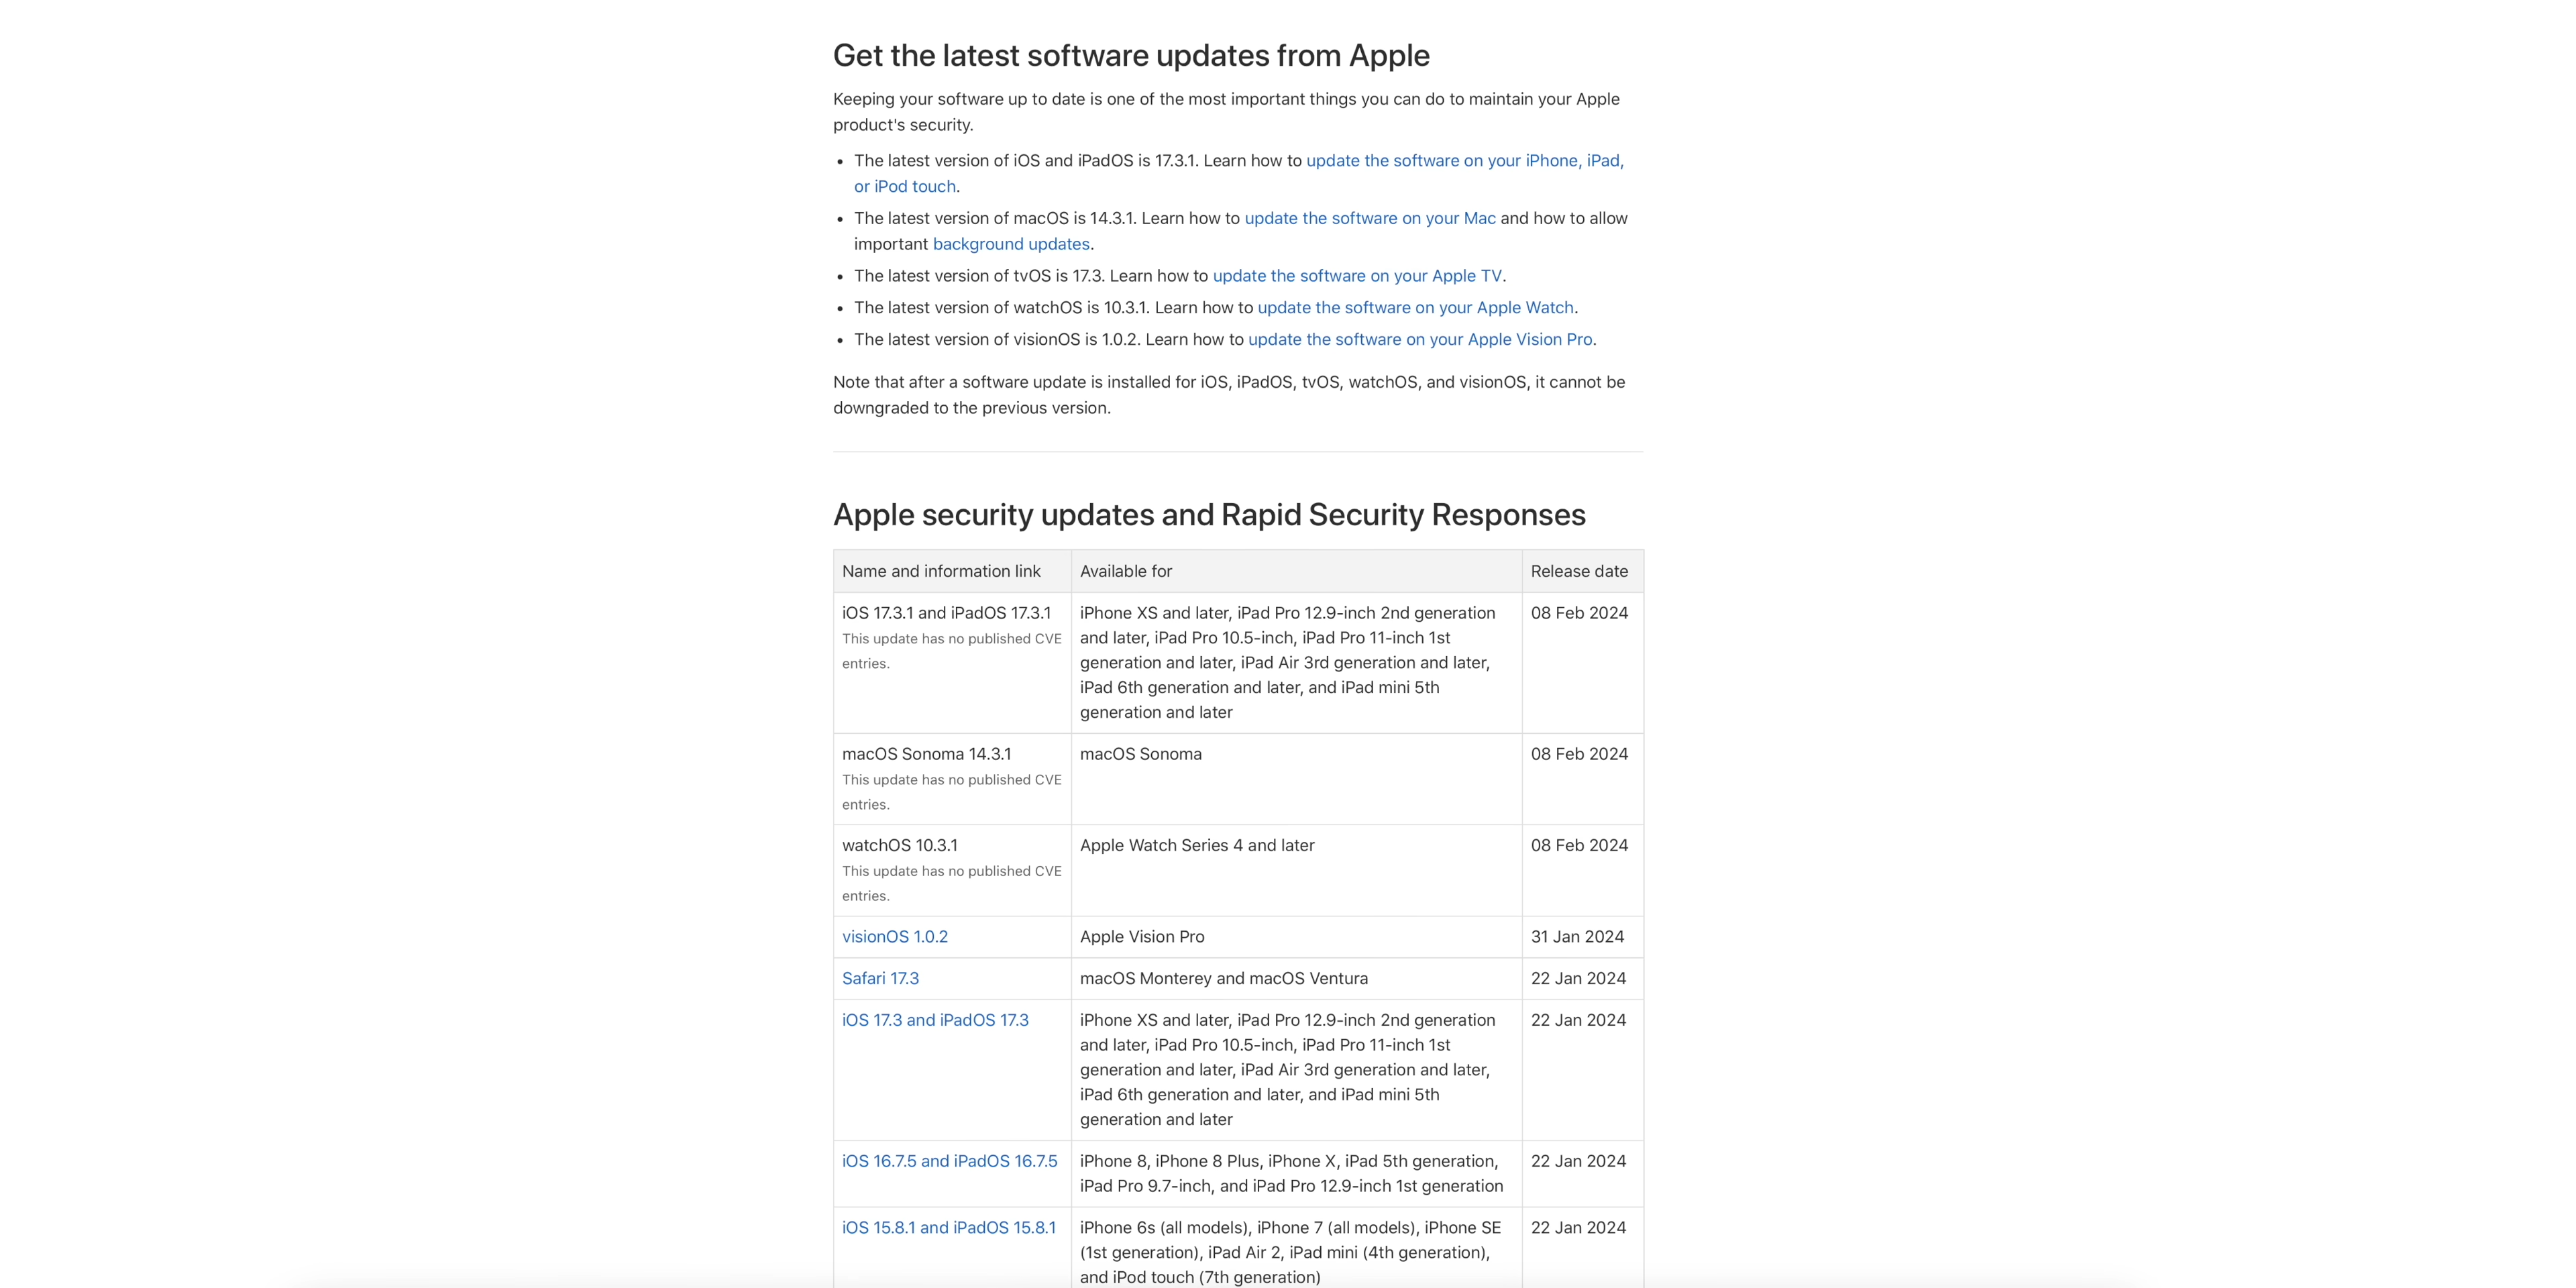 Get the latest software updates from Apple
Keeping your software up to date is one of the most important things you can do to maintain your Apple
product's security.
• The latest version of iOS and iPadOS is 17.3.1. Learn how to update the software on your iPhone, iPad,
or iPod touch.
• The latest version of macOS is 14.3.1. Learn how to update the software on your Mac and how to allow
important background updates.
• The latest version of tvOS is 17.3. Learn how to update the software on your Apple TV.
• The latest version of watchOS is 10.3.1. Learn how to update the software on your Apple Watch.
• The latest version of visionOS is 1.0.2. Learn how to update the software on your Apple Vision Pro.
Note that after a software update is installed for iOS, iPadOS, tvOS, watchOS, and visionOS, it cannot be
downgraded to the previous version.
Apple security updates and Rapid Security Responses
Name and information link Available for Release date
iOS 17.3.1 and iPadOS 17.3.1 iPhone XS and later, iPad Pro 12.9-inch 2nd generation 08 Feb 2024
This update has no published CVE and later, iPad Pro 10.5-inch, iPad Pro 11-inch 1st
entries. generation and later, iPad Air 3rd generation and later,
iPad 6th generation and later, and iPad mini 5th
generation and later
macOS Sonoma 14.3.1 macOS Sonoma 08 Feb 2024
This update has no published CVE
entries.
watchOS 10.3.1 Apple Watch Series 4 and later 08 Feb 2024
This update has no published CVE
entries.
visionOS 1.0.2 Apple Vision Pro 31 Jan 2024
Safari 17.3 macOS Monterey and macOS Ventura 22 Jan 2024
iOS 17.3 and iPadOS 17.3 iPhone XS and later, iPad Pro 12.9-inch 2nd generation 22 Jan 2024
and later, iPad Pro 10.5-inch, iPad Pro 11-inch 1st
generation and later, iPad Air 3rd generation and later,
iPad 6th generation and later, and iPad mini 5th
generation and later
iOS 16.7.5 and iPadOS 16.7.5 iPhone 8, iPhone 8 Plus, iPhone X, iPad 5th generation, 22 Jan 2024
iPad Pro 9.7-inch, and iPad Pro 12.9-inch 1st generation
iOS 15.8.1 and iPadOS 15.8.1 iPhone 6s (all models), iPhone 7 (all models), iPhone SE 22 Jan 2024
(1st generation), iPad Air 2, iPad mini (4th generation),
and iPod touch (7th generation)